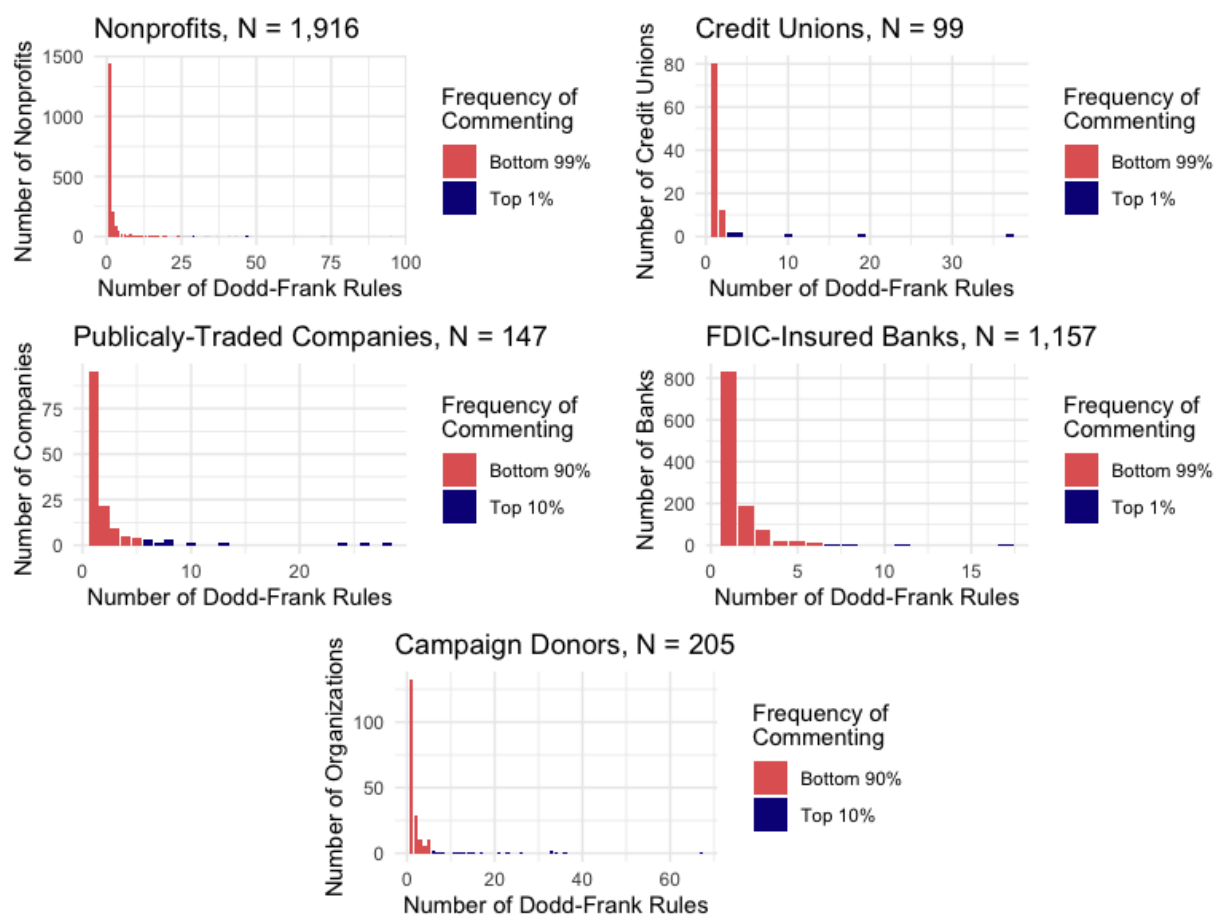 Nonprofits, N = 1,916
Number of Nonprofits
1500
1000
500
0
0 25 50 75 100
Number of Dodd-Frank Rules
Frequency of
Commenting
Bottom 99%
Top 1%
Credit Unions, N = 99
Number of Credit Unions
80
60
40
20
0
0 10 20 30
Number of Dodd-Frank Rules
Frequency of
Commenting
Bottom 99%
Top 1%
Publicaly-Traded Companies, N = 147
Number of Companies
75
50
25
0
0 10 20
Number of Dodd-Frank Rules
Frequency of
Commenting
Bottom 90%
Top 10%
FDIC-Insured Banks, N = 1,157
Number of Banks
800
600
400
200
0
0 5 10 15
Number of Dodd-Frank Rules
Frequency of
Commenting
Bottom 99%
Top 1%
Campaign Donors, N = 205
Number of Organizations
100
50
0
0 20 40 60
Number of Dodd-Frank Rules
Frequency of
Commenting
Bottom 90%
Top 10%